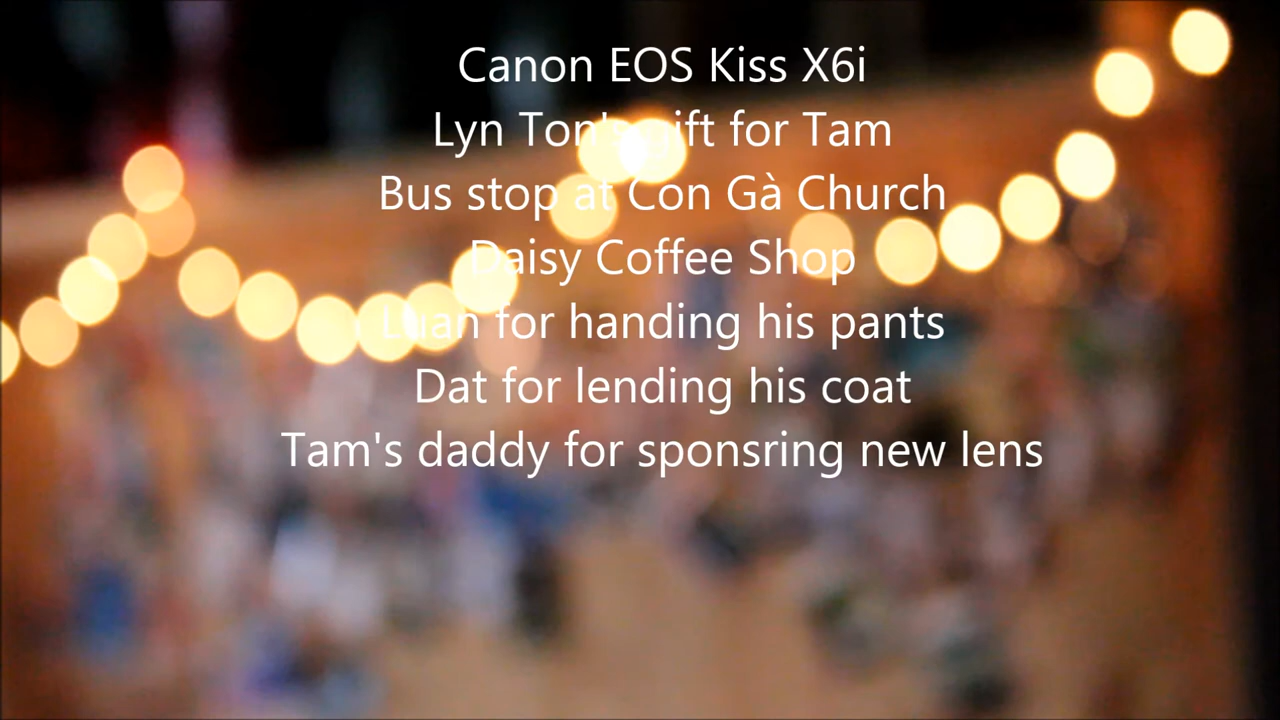 Canon EOS Kiss X6i
Lyn Ton's gift for Tam
Bus stop at Con Gà Church
Daisy Coffee Shop
Luan for handing his pants
Dat for lending his coat
Tam's daddy for sponsring new lens